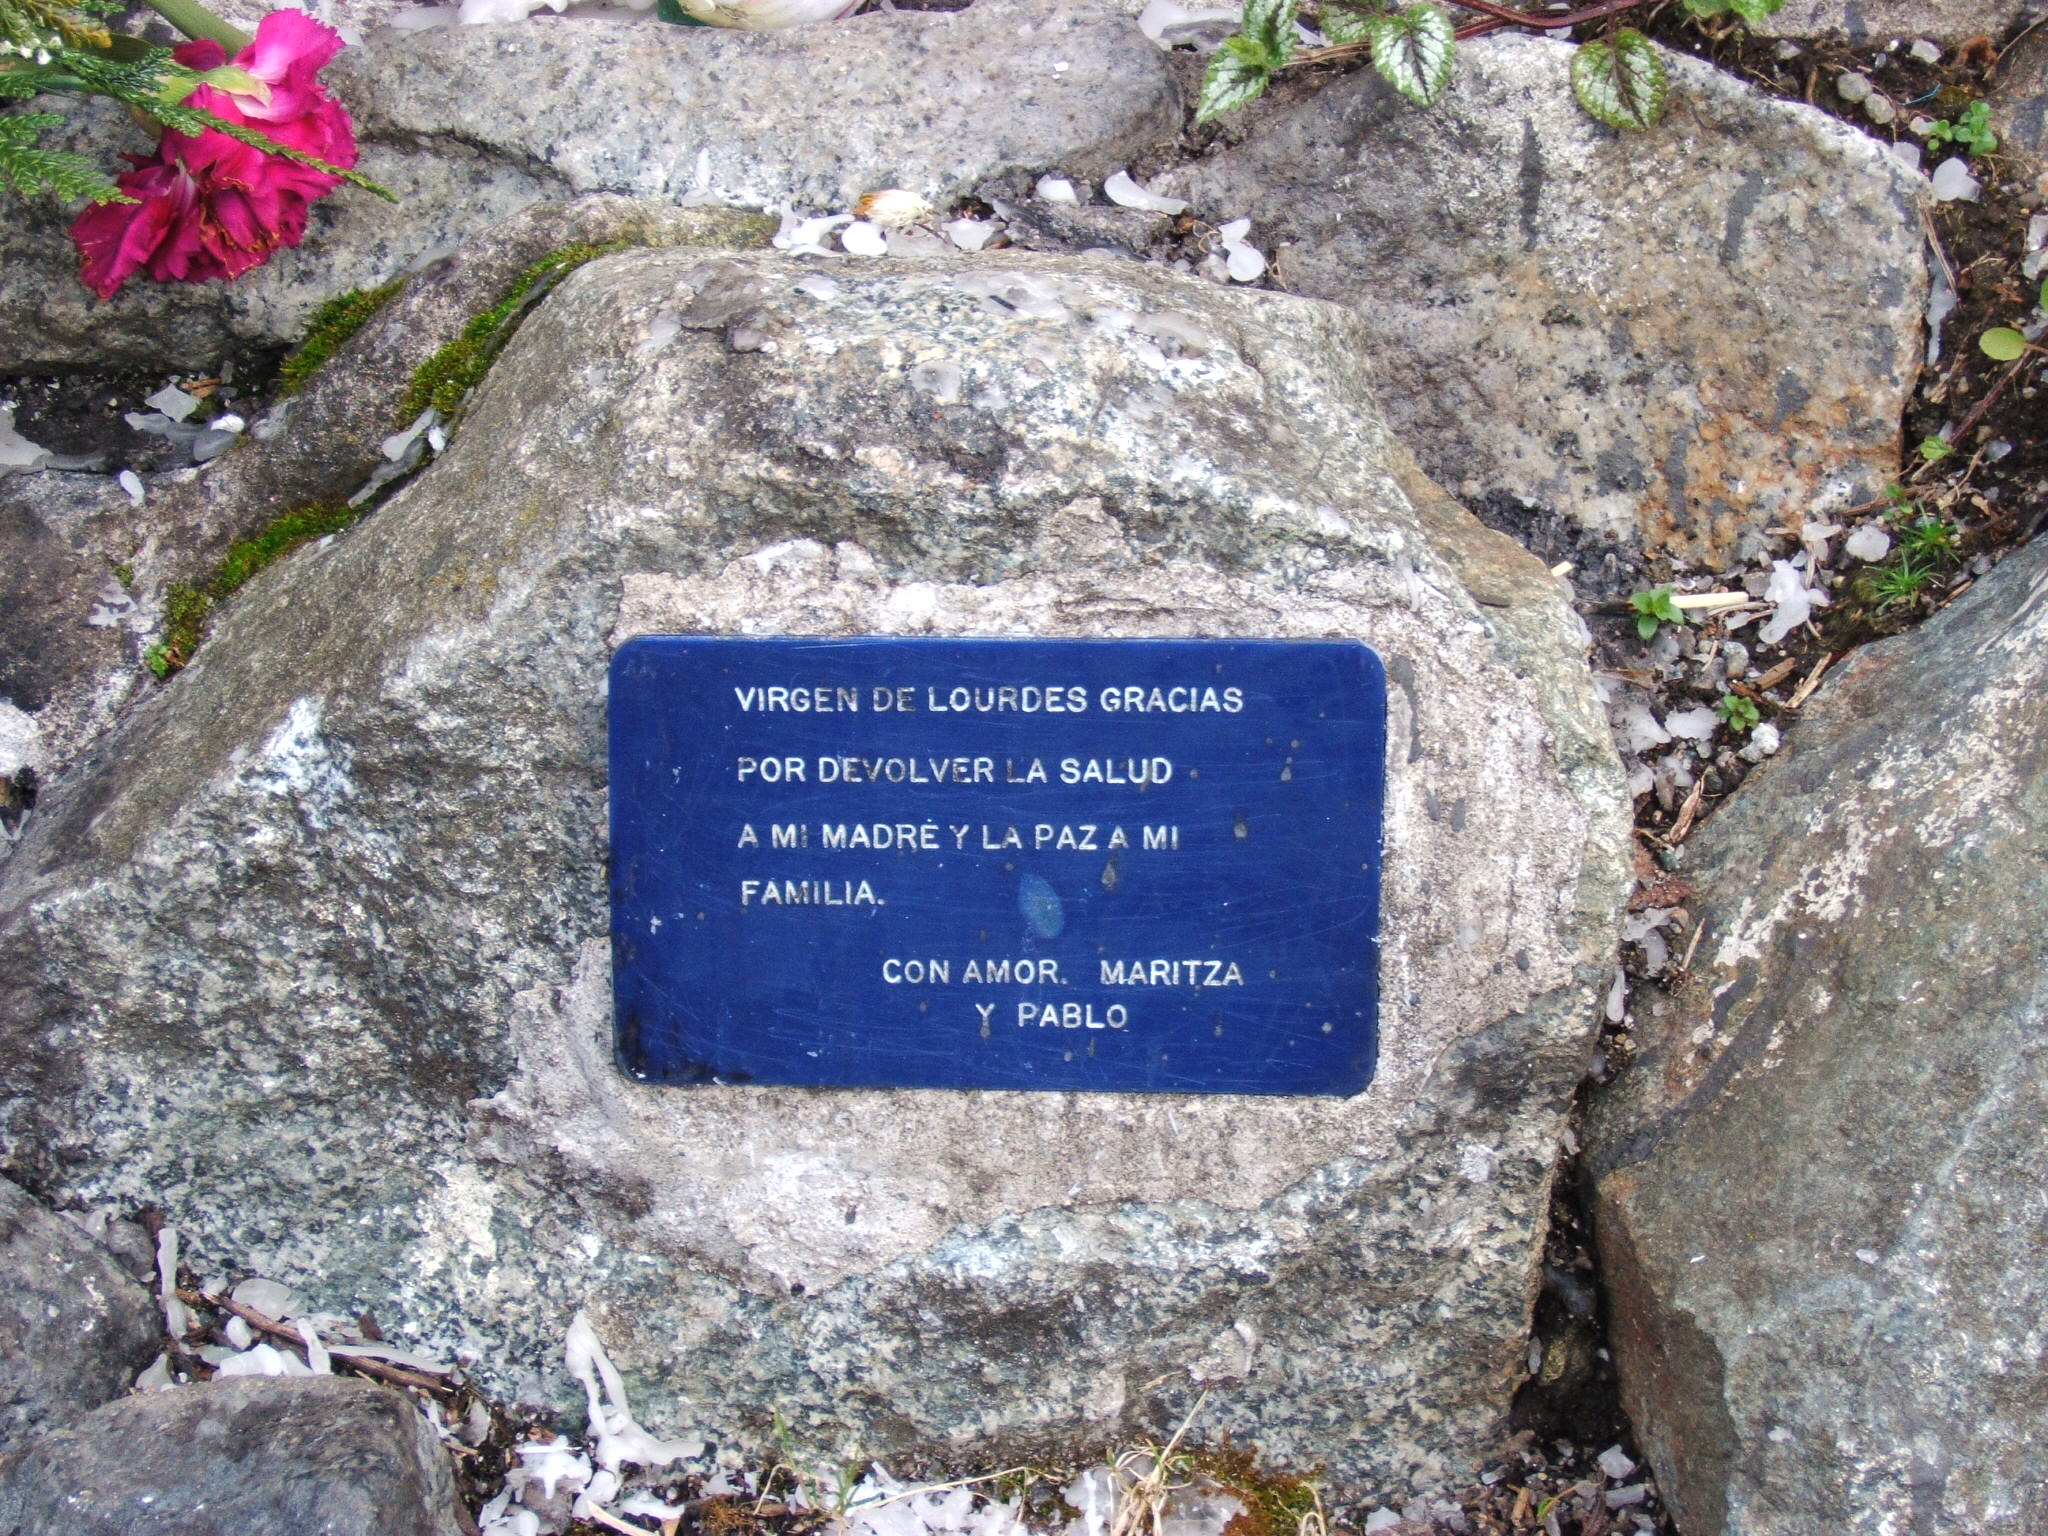 VIRGEN DE LOURDES GRACIAS
POR DEVOLVER LA SALUD
A MI MADRE Y LA PAZ A MI
FAMILIA.
CON AMOR. MARITZA
Y PABLO